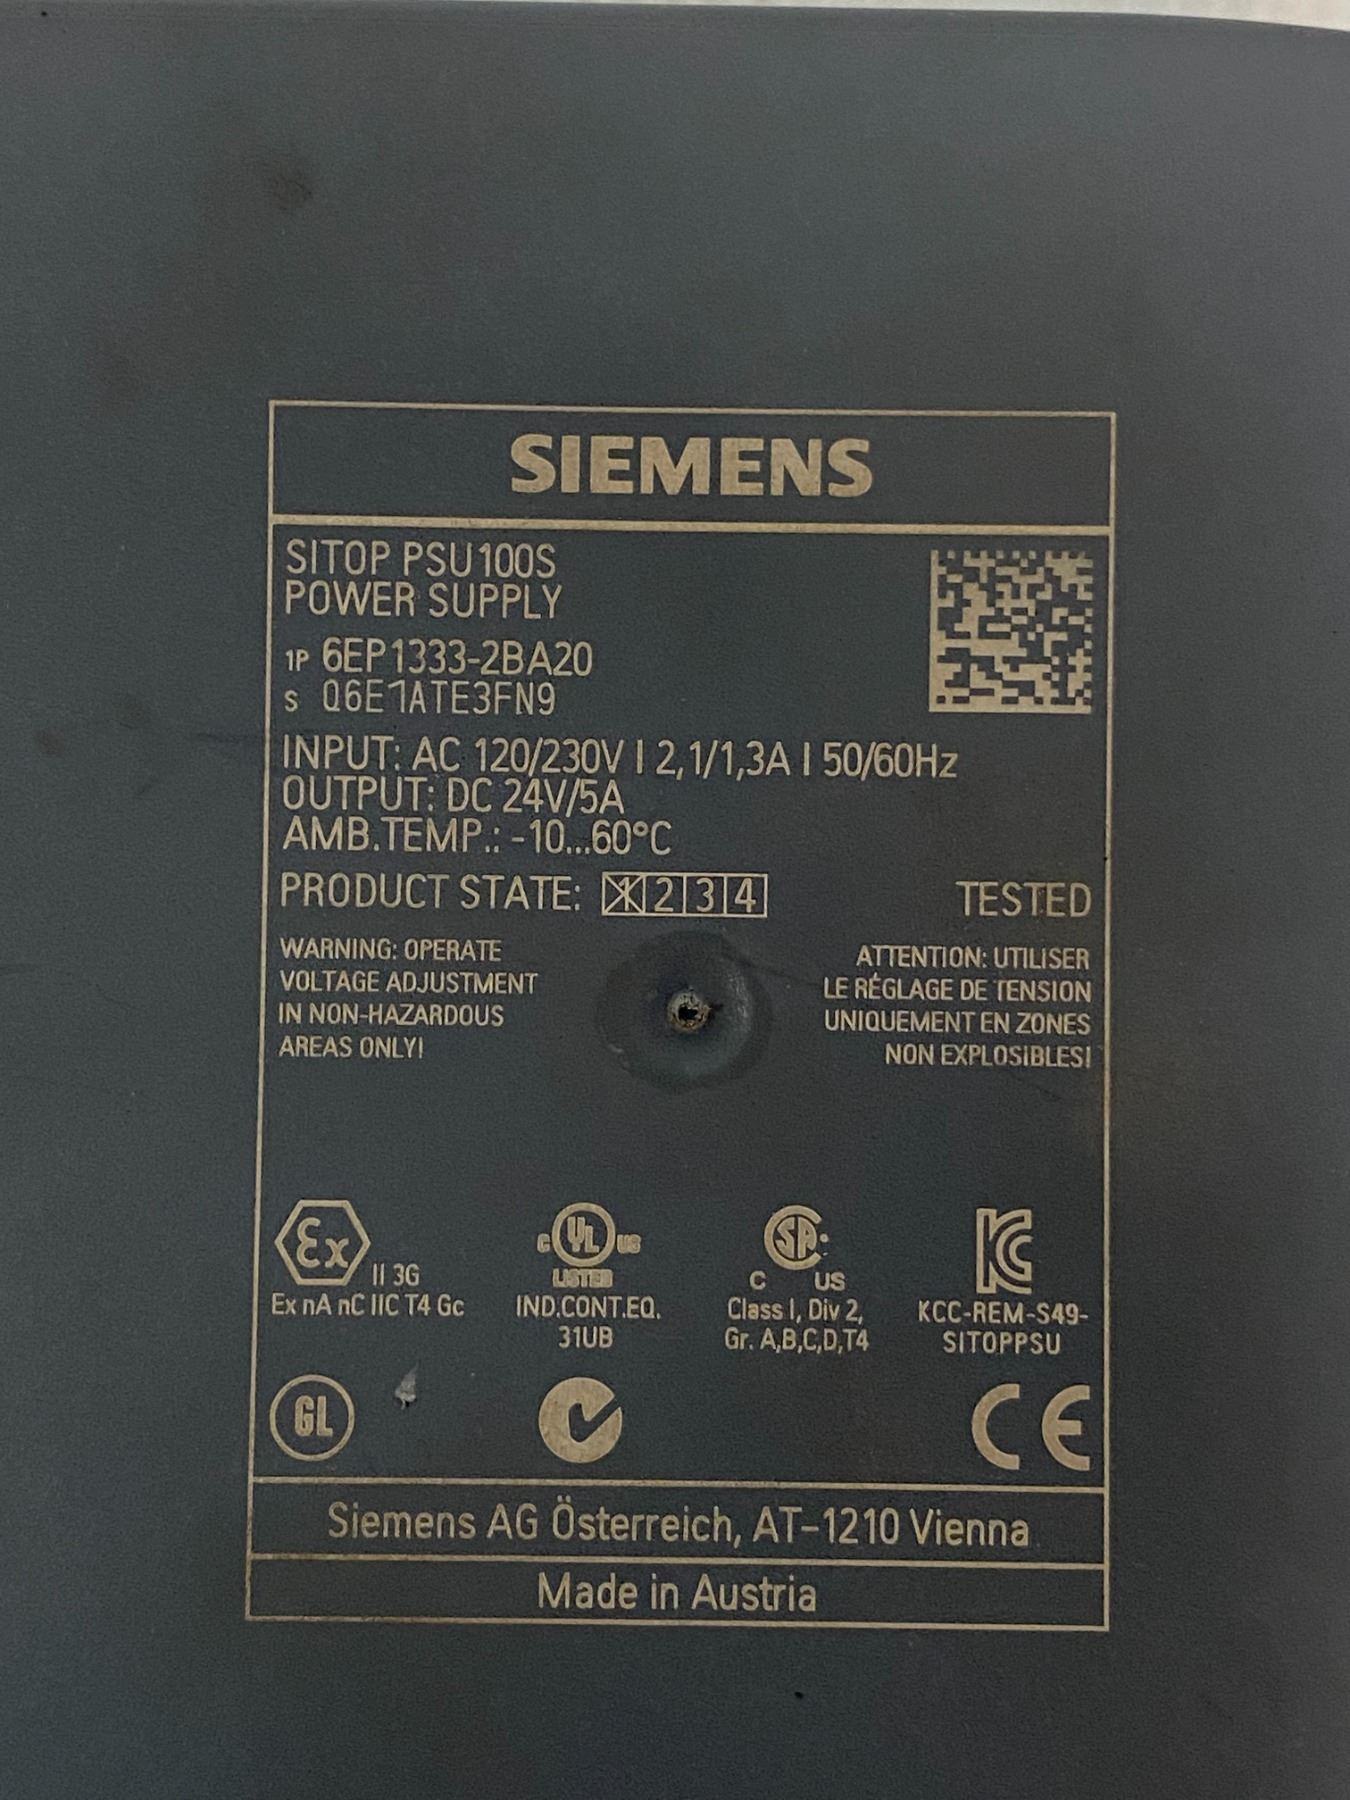 SIEMENS
SITOP PSU100S
POWER SUPPLY
1P 6EP1333-2BA20
S Q6E1ATE3FN9
INPUT: AC 120/230V | 2,1/1,3A | 50/60Hz
OUTPUT: DC 24V/5A
AMB.TEMP.: -10...60°C
PRODUCT STATE: 1 2 3 4 TESTED
WARNING: OPERATE
VOLTAGE ADJUSTMENT
IN NON-HAZARDOUS
AREAS ONLY!
ATTENTION: UTILISER
LE RÉGLAGE DE TENSION
UNIQUEMENT EN ZONES
NON EXPLOSIBLES!
Ex II 3G
Ex nA nC IIC T4 Gc
C UL US
LISTED
IND.CONT.EQ.
31UB
SA
C US
Class I, Div 2,
Gr. A,B,C,D,T4
KC
KCC-REM-S49-
SITOPPSU
GL
CE
Siemens AG Österreich, AT-1210 Vienna
Made in Austria